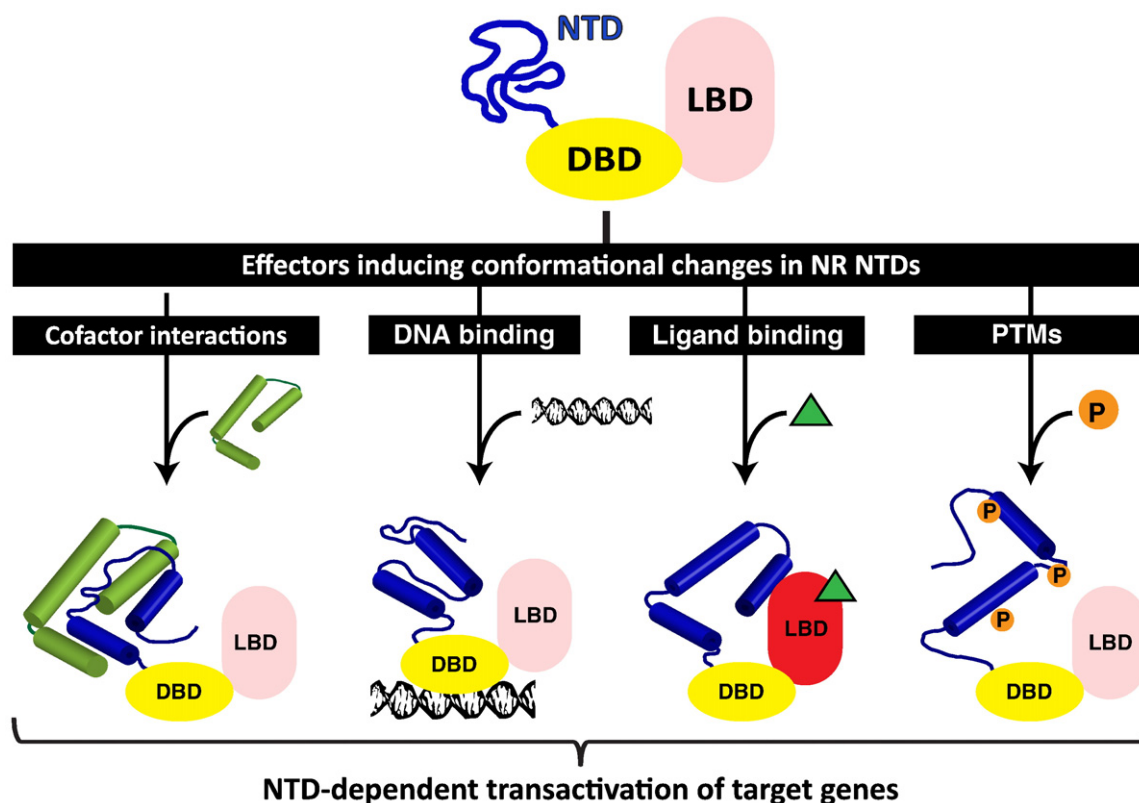 NTD
LBD
DBD
Effectors inducing conformational changes in NR NTDs
Cofactor interactions
DNA binding
Ligand binding
PTMs
P
P
P
P
LBD
DBD
LBD
DBD
LBD
DBD
LBD
DBD
NTD-dependent transactivation of target genes